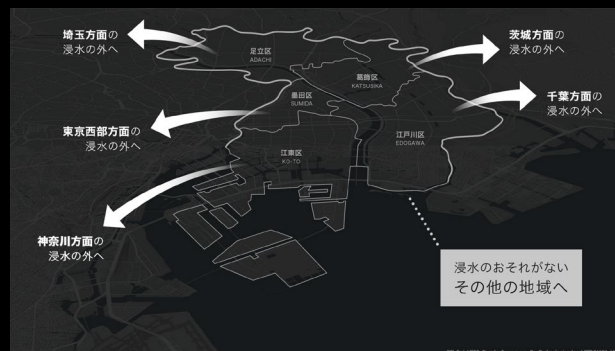 埼玉方面の
浸水の外へ
茨城方面の
浸水の外へ
足立区
ADACHI
葛飾区
KATSUSIKA
千葉方面の
浸水の外へ
墨田区
SUMIDA
東京西部方面の
浸水の外へ
江戸川区
EDOGAWA
江東区
KO-TO
神奈川方面の
浸水の外へ
浸水のおそれがない
その他の地域へ